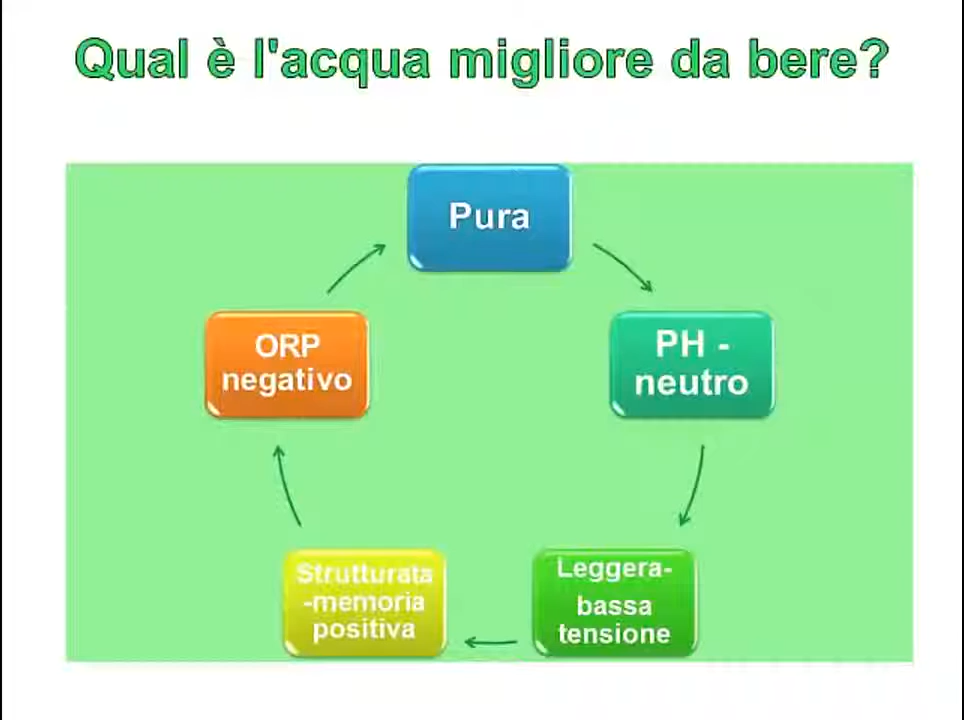 Qual è l'acqua migliore da bere?
Pura
PH -
neutro
Leggera-
bassa
tensione
Strutturata
-memoria
positiva
ORP
negativo